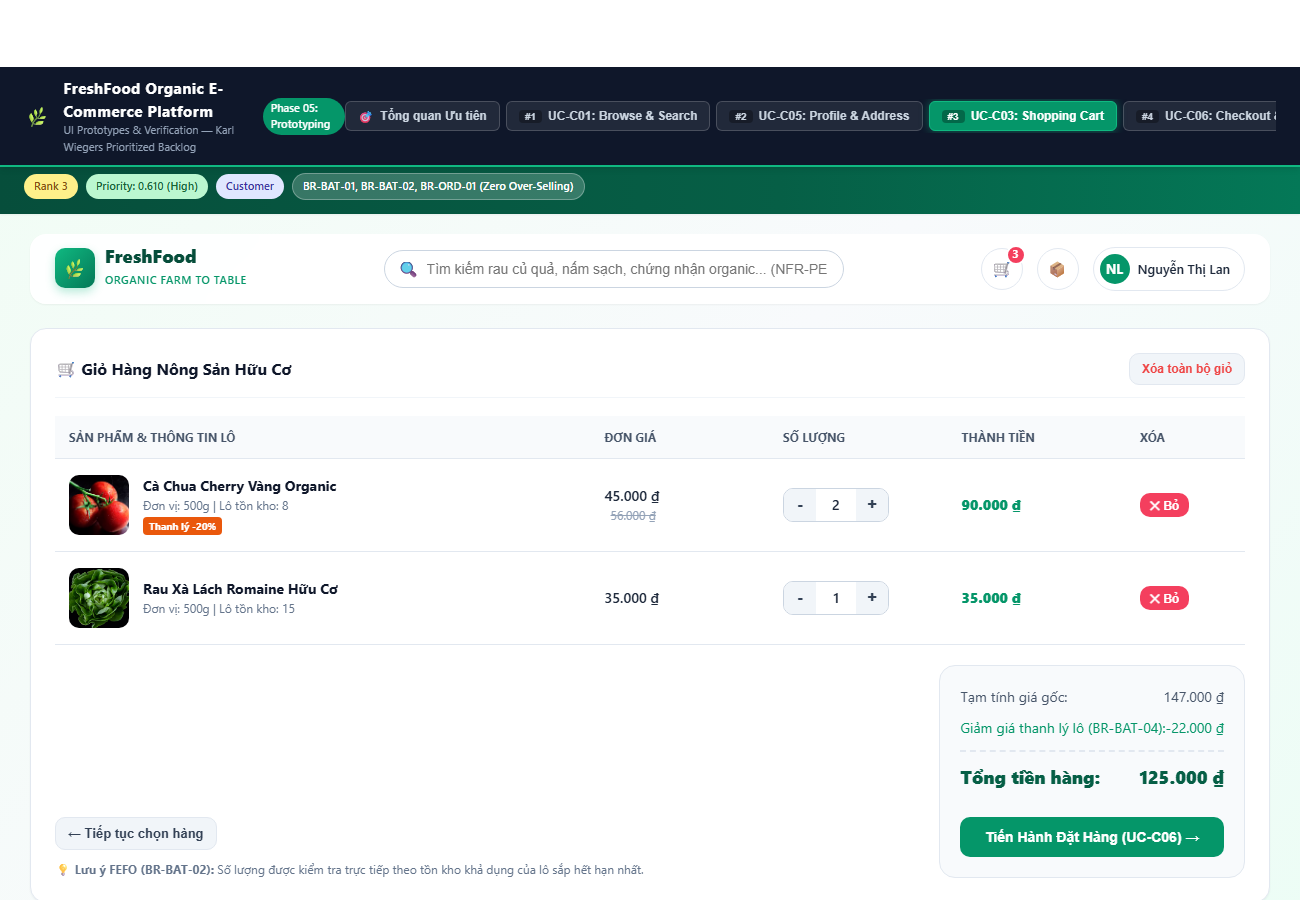 FreshFood Organic E-
Commerce Platform
UI Prototypes & Verification — Karl
Wiegers Prioritized Backlog
Phase 05:
Prototyping
Tổng quan Ưu tiên
#1 UC-C01: Browse & Search
#2 UC-C05: Profile & Address
#3 UC-C03: Shopping Cart
#4 UC-C06: Checkout &
Rank 3
Priority: 0.610 (High)
Customer
BR-BAT-01, BR-BAT-02, BR-ORD-01 (Zero Over-Selling)
FreshFood
ORGANIC FARM TO TABLE
Tìm kiếm rau củ quả, nấm sạch, chứng nhận organic... (NFR-PE
3
NL Nguyễn Thị Lan
Giỏ Hàng Nông Sản Hữu Cơ
Xóa toàn bộ giỏ
SẢN PHẨM & THÔNG TIN LÔ ĐƠN GIÁ SỐ LƯỢNG THÀNH TIỀN XÓA
Cà Chua Cherry Vàng Organic
Đơn vị: 500g | Lô tồn kho: 8
Thanh lý -20%
45.000 ₫
56.000 ₫
- 2 +
90.000 ₫
✕ Bỏ
Rau Xà Lách Romaine Hữu Cơ
Đơn vị: 500g | Lô tồn kho: 15
35.000 ₫
- 1 +
35.000 ₫
✕ Bỏ
Tạm tính giá gốc: 147.000 ₫
Giảm giá thanh lý lô (BR-BAT-04):-22.000 ₫
Tổng tiền hàng: 125.000 ₫
Tiến Hành Đặt Hàng (UC-C06) →
← Tiếp tục chọn hàng
Lưu ý FEFO (BR-BAT-02): Số lượng được kiểm tra trực tiếp theo tồn kho khả dụng của lô sắp hết hạn nhất.